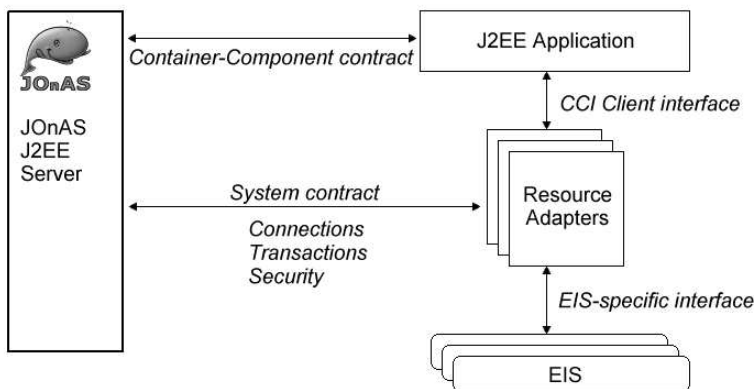 J2EE Application
Container-Component contract
JOnAS
CCI Client interface
JOnAS
J2EE
Server
System contract
Resource
Adapters
Connections
Transactions
Security
EIS-specific interface
EIS